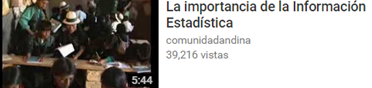 La importancia de la Información
Estadística
comunidadandina
39,216 vistas
5:44